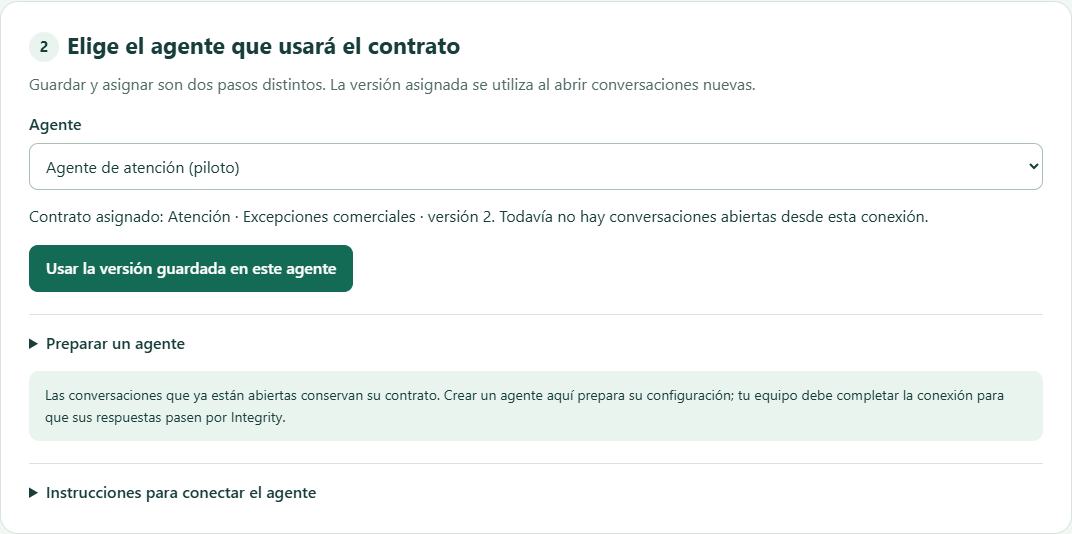 2 Elige el agente que usará el contrato
Guardar y asignar son dos pasos distintos. La versión asignada se utiliza al abrir conversaciones nuevas.
Agente
Agente de atención (piloto)
Contrato asignado: Atención · Excepciones comerciales · versión 2. Todavía no hay conversaciones abiertas desde esta conexión.
Usar la versión guardada en este agente
Preparar un agente
Las conversaciones que ya están abiertas conservan su contrato. Crear un agente aquí prepara su configuración; tu equipo debe completar la conexión para
que sus respuestas pasen por Integrity.
Instrucciones para conectar el agente